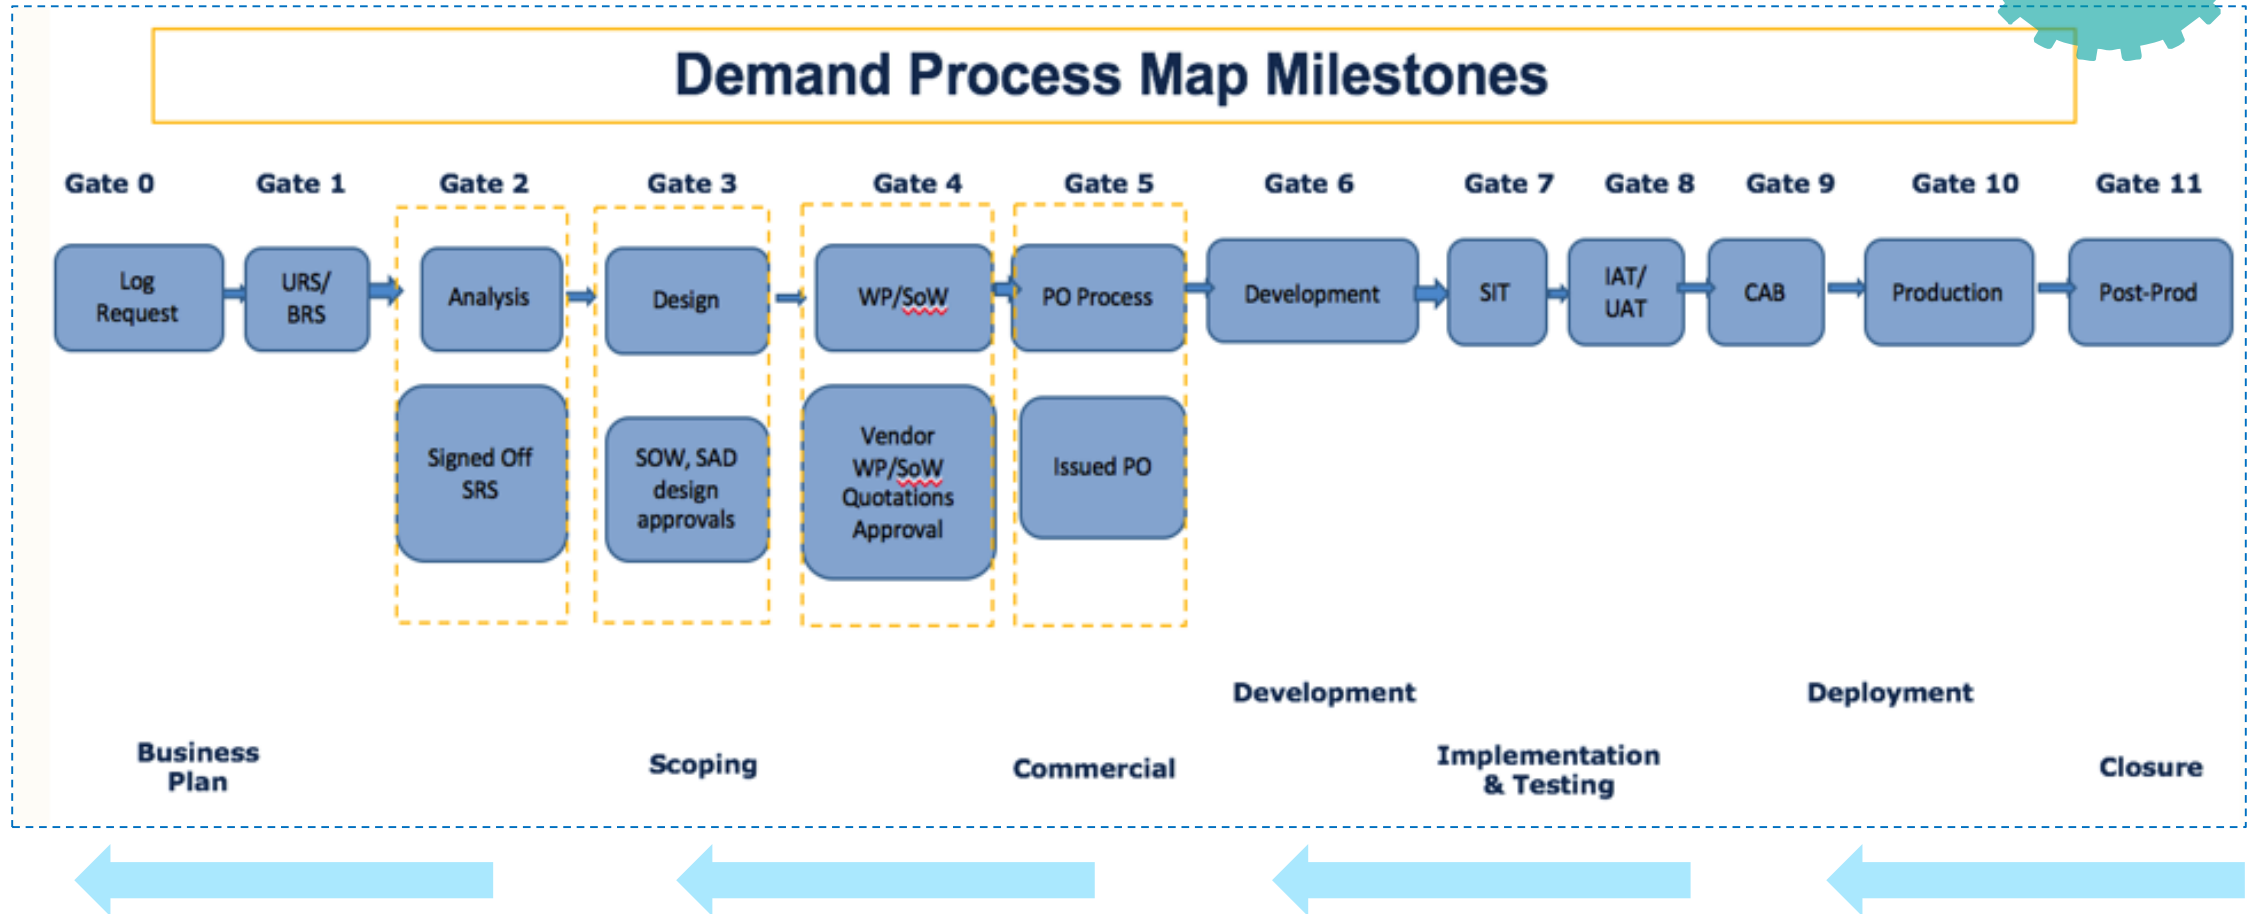 Demand Process Map Milestones
Gate 0
Gate 1
Gate 2
Gate 3
Gate 4
Gate 5
Gate 6
Gate 7
Gate 8
Gate 9
Gate 10
Gate 11
Log
Request
URS/
BRS
Analysis
Design
WP/SoW
PO Process
Development
SIT
IAT/
UAT
CAB
Production
Post-Prod
Signed Off
SRS
SOW, SAD
design
approvals
Vendor
WP/SoW
Quotations
Approval
Issued PO
Development
Deployment
Business
Plan
Scoping
Commercial
Implementation
& Testing
Closure